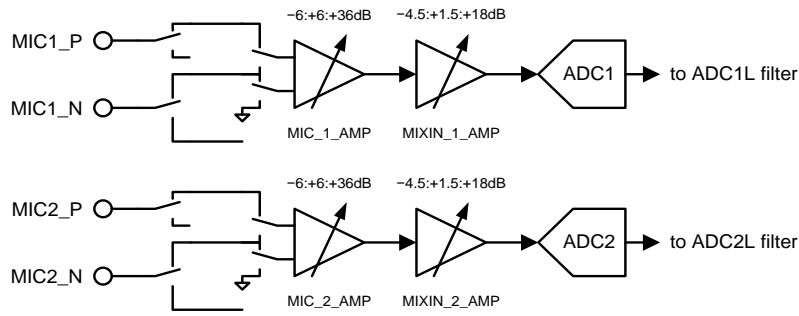 −6:+6:+36dB
−4.5:+1.5:+18dB
MIC1_P
ADC1
to ADC1L filter
MIC1_N
MIC_1_AMP
MIXIN_1_AMP
−6:+6:+36dB
−4.5:+1.5:+18dB
MIC2_P
ADC2
to ADC2L filter
MIC2_N
MIC_2_AMP
MIXIN_2_AMP